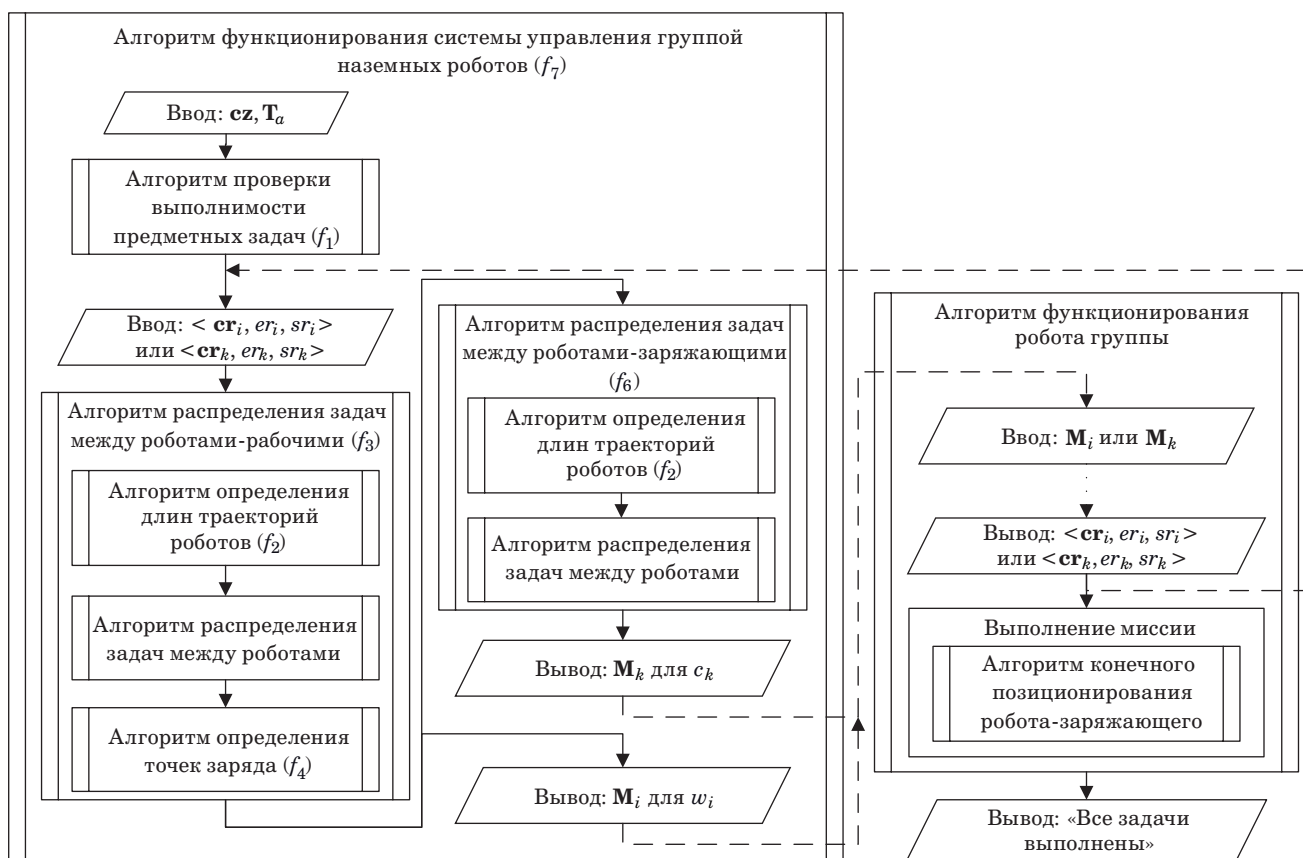 Алгоритм функционирования системы управления группой
наземных роботов (f7)
Ввод: cz, Ta
Алгоритм проверки
выполнимости
предметных задач (f1)
Ввод: < cri, eri, sri>
или <crk, erk, srk>
Алгоритм распределения задач
между роботами-рабочими (f3)
Алгоритм определения
длин траекторий
роботов (f2)
Алгоритм распределения
задач между роботами
Алгоритм определения
точек заряда (f4)
Алгоритм распределения задач
между роботами-заряжающими
(f6)
Алгоритм определения
длин траекторий
роботов (f2)
Алгоритм распределения
задач между роботами
Вывод: Mk для ck
Вывод: Mi для wi
Алгоритм функционирования
робота группы
Ввод: Mi или Mk
Вывод: <cri, eri, sri>
или <crk, erk, srk>
Выполнение миссии
Алгоритм конечного
позиционирования
робота-заряжающего
Вывод: «Все задачи
выполнены»